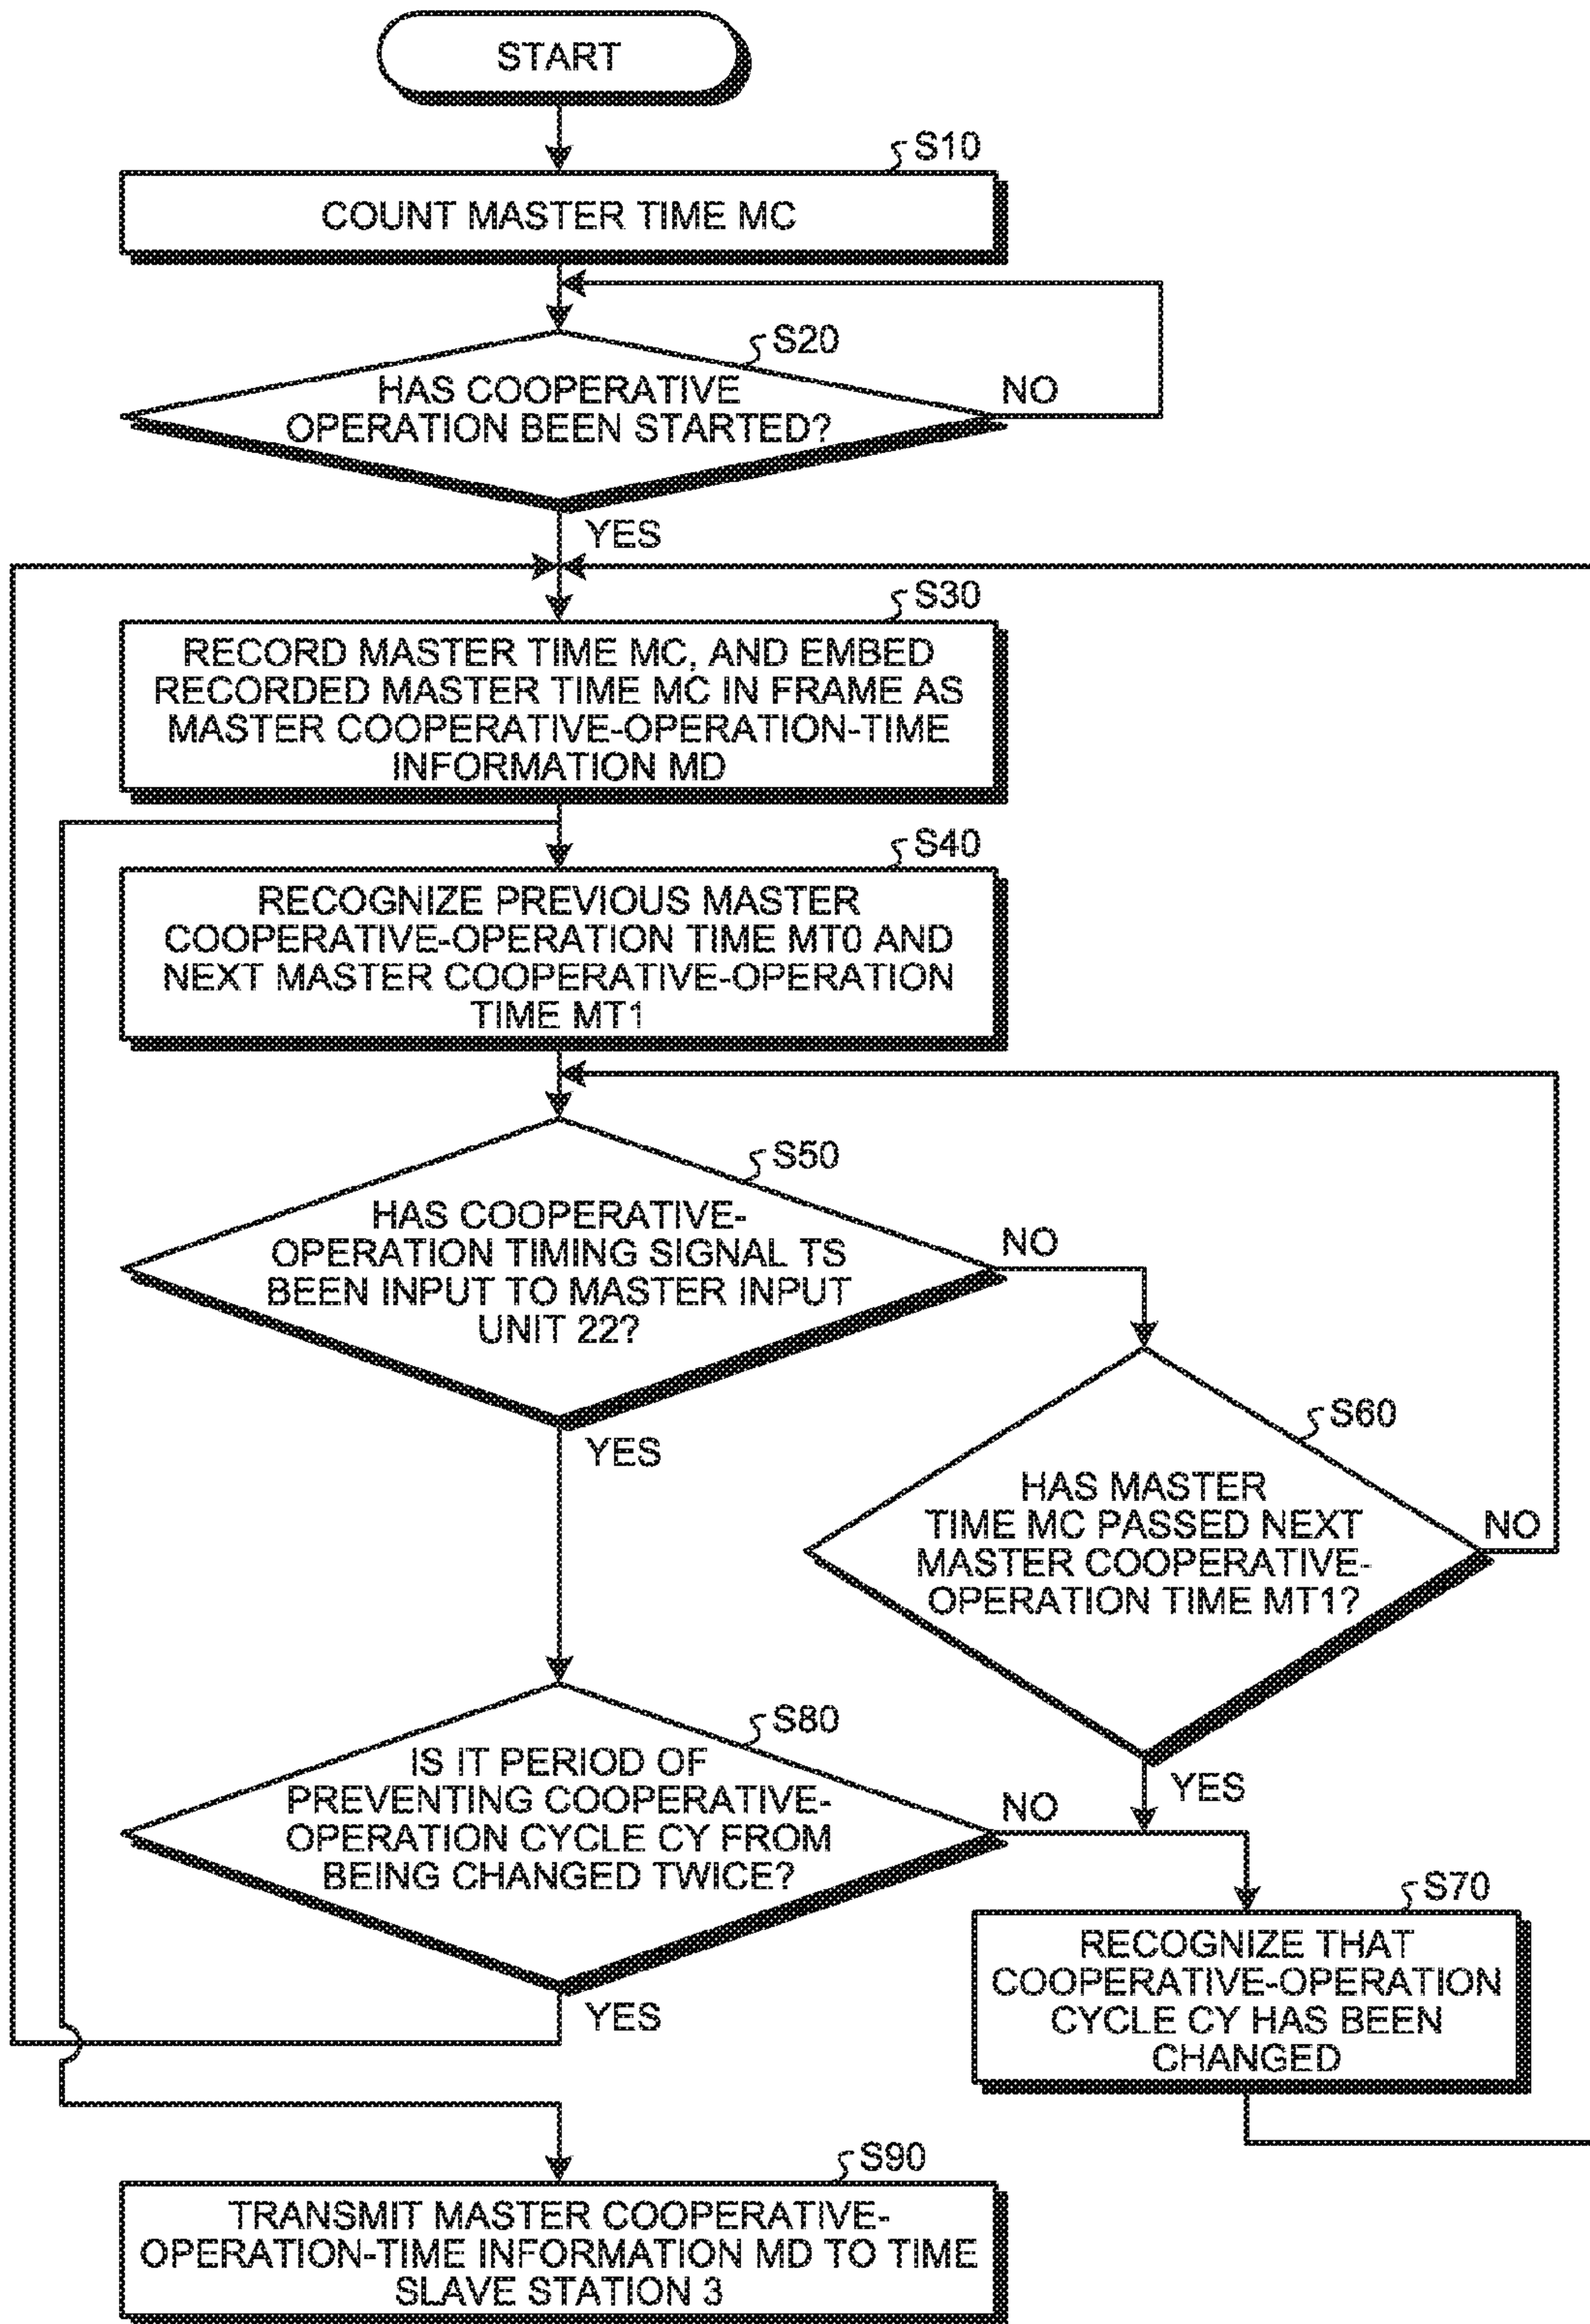 START
S10
COUNT MASTER TIME MC
S20
HAS COOPERATIVE
OPERATION BEEN STARTED?
NO
YES
S30
RECORD MASTER TIME MC, AND EMBED
RECORDED MASTER TIME MC IN FRAME AS
MASTER COOPERATIVE-OPERATION-TIME
INFORMATION MD
S40
RECOGNIZE PREVIOUS MASTER
COOPERATIVE-OPERATION TIME MT0 AND
NEXT MASTER COOPERATIVE-OPERATION
TIME MT1
S50
HAS COOPERATIVE-
OPERATION TIMING SIGNAL TS
BEEN INPUT TO MASTER INPUT
UNIT 22?
NO
YES
S60
HAS MASTER
TIME MC PASSED NEXT
MASTER COOPERATIVE-
OPERATION TIME MT1?
NO
YES
S80
IS IT PERIOD OF
PREVENTING COOPERATIVE-
OPERATION CYCLE CY FROM
BEING CHANGED TWICE?
NO
YES
S70
RECOGNIZE THAT
COOPERATIVE-OPERATION
CYCLE CY HAS BEEN
CHANGED
S90
TRANSMIT MASTER COOPERATIVE-
OPERATION-TIME INFORMATION MD TO TIME
SLAVE STATION 3